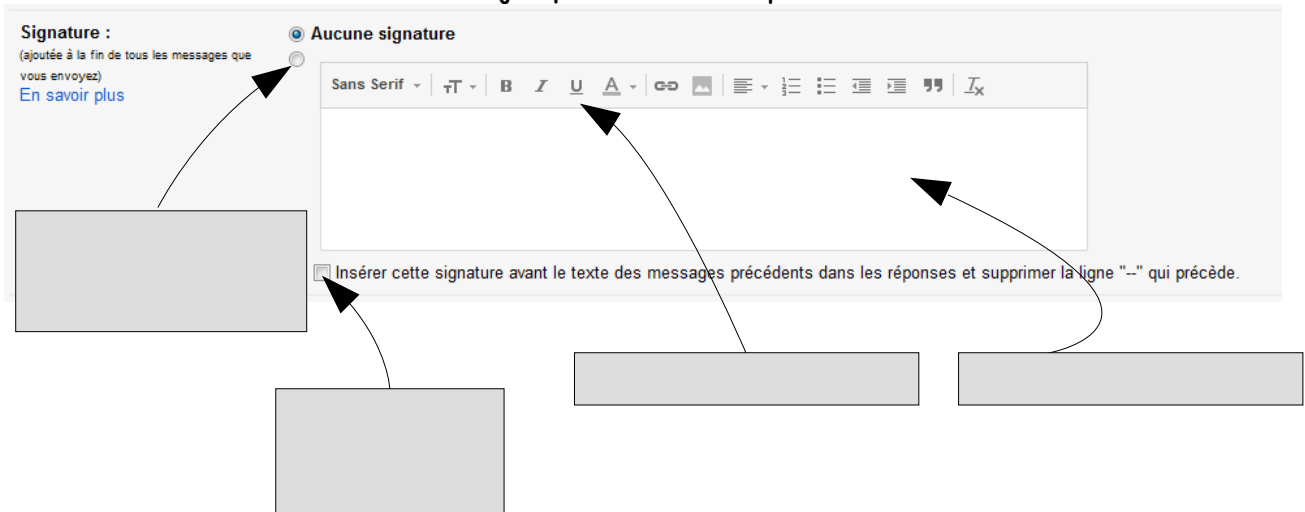 Signature :
Aucune signature
(ajoutée à la fin de tous les messages que
vous envoyez)
En savoir plus
Sans Serif
Insérer cette signature avant le texte des messages précédents dans les réponses et supprimer la ligne "--" qui précède.